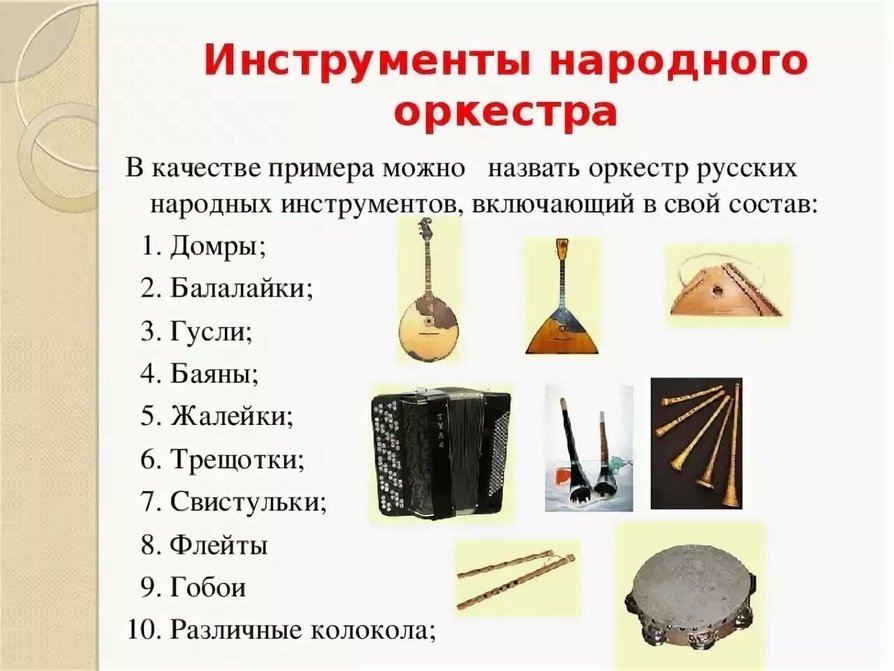 Инструменты народного
оркестра
В качестве примера можно назвать оркестр русских
народных инструментов, включающий в свой состав:
1. Домры;
2. Балалайки;
3. Гусли;
4. Баяны;
5. Жалейки;
6. Трещотки;
7. Свистульки;
8. Флейты
9. Гобои
10. Различные колокола;